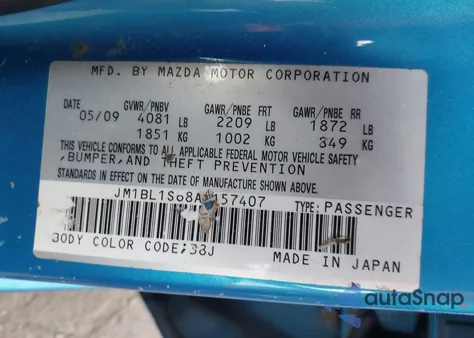 MFD. BY MAZDA MOTOR CORPORATION
DATE GVWR/PNBV GAWR/PNBE FRT GAWR/PNBE RR
05/09 4081 LB 2209 LB 1872 LB
1851 KG 1002 KG 349 KG
THIS VEHICLE CONFORMS TO ALL APPLICABLE FEDERAL MOTOR VEHICLE SAFETY
,BUMPER,AND THEFT PREVENTION
STANDARDS IN EFFECT ON THE DATE OF MANUFACTURE SHOWN ABOVE.
TYPE:PASSENGER
BODY COLOR CODE;38J
MADE IN JAPAN
autoSnap